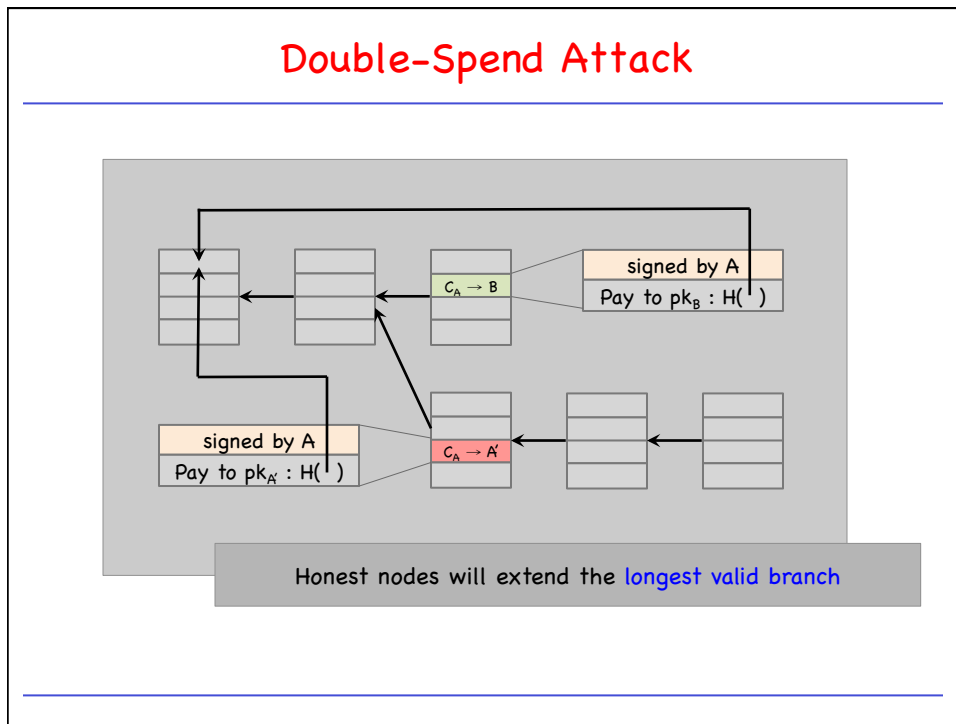 Double-Spend Attack
signed by A
C_A → B
Pay to pk_B : H( )
signed by A
C_A → A'
Pay to pk_A' : H( )
Honest nodes will extend the longest valid branch